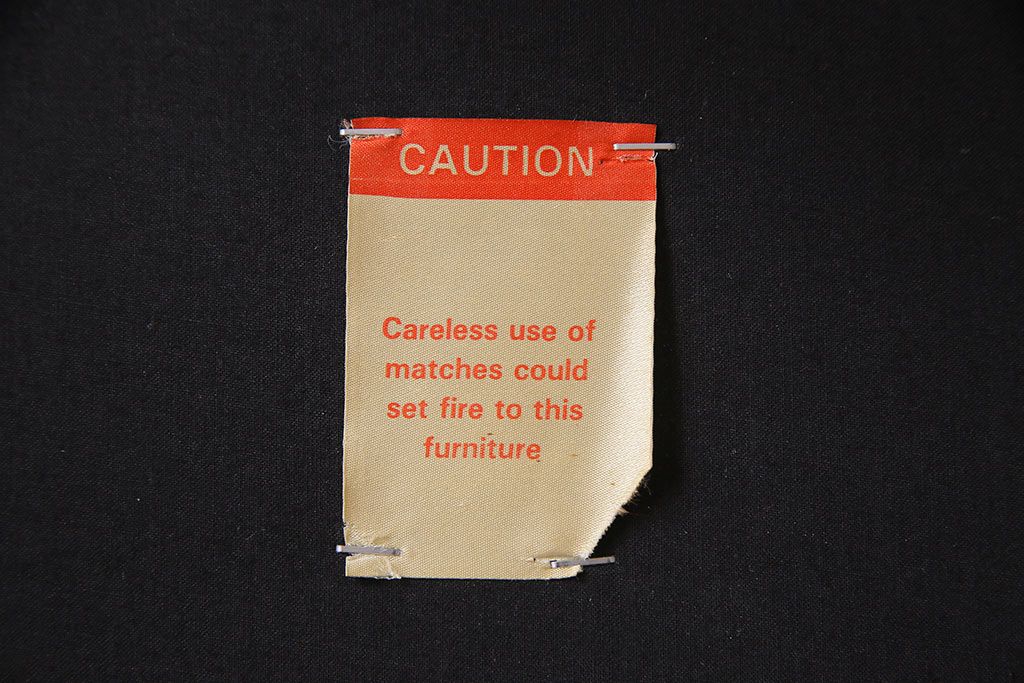 CAUTION
Careless use of
matches could
set fire to this
furniture